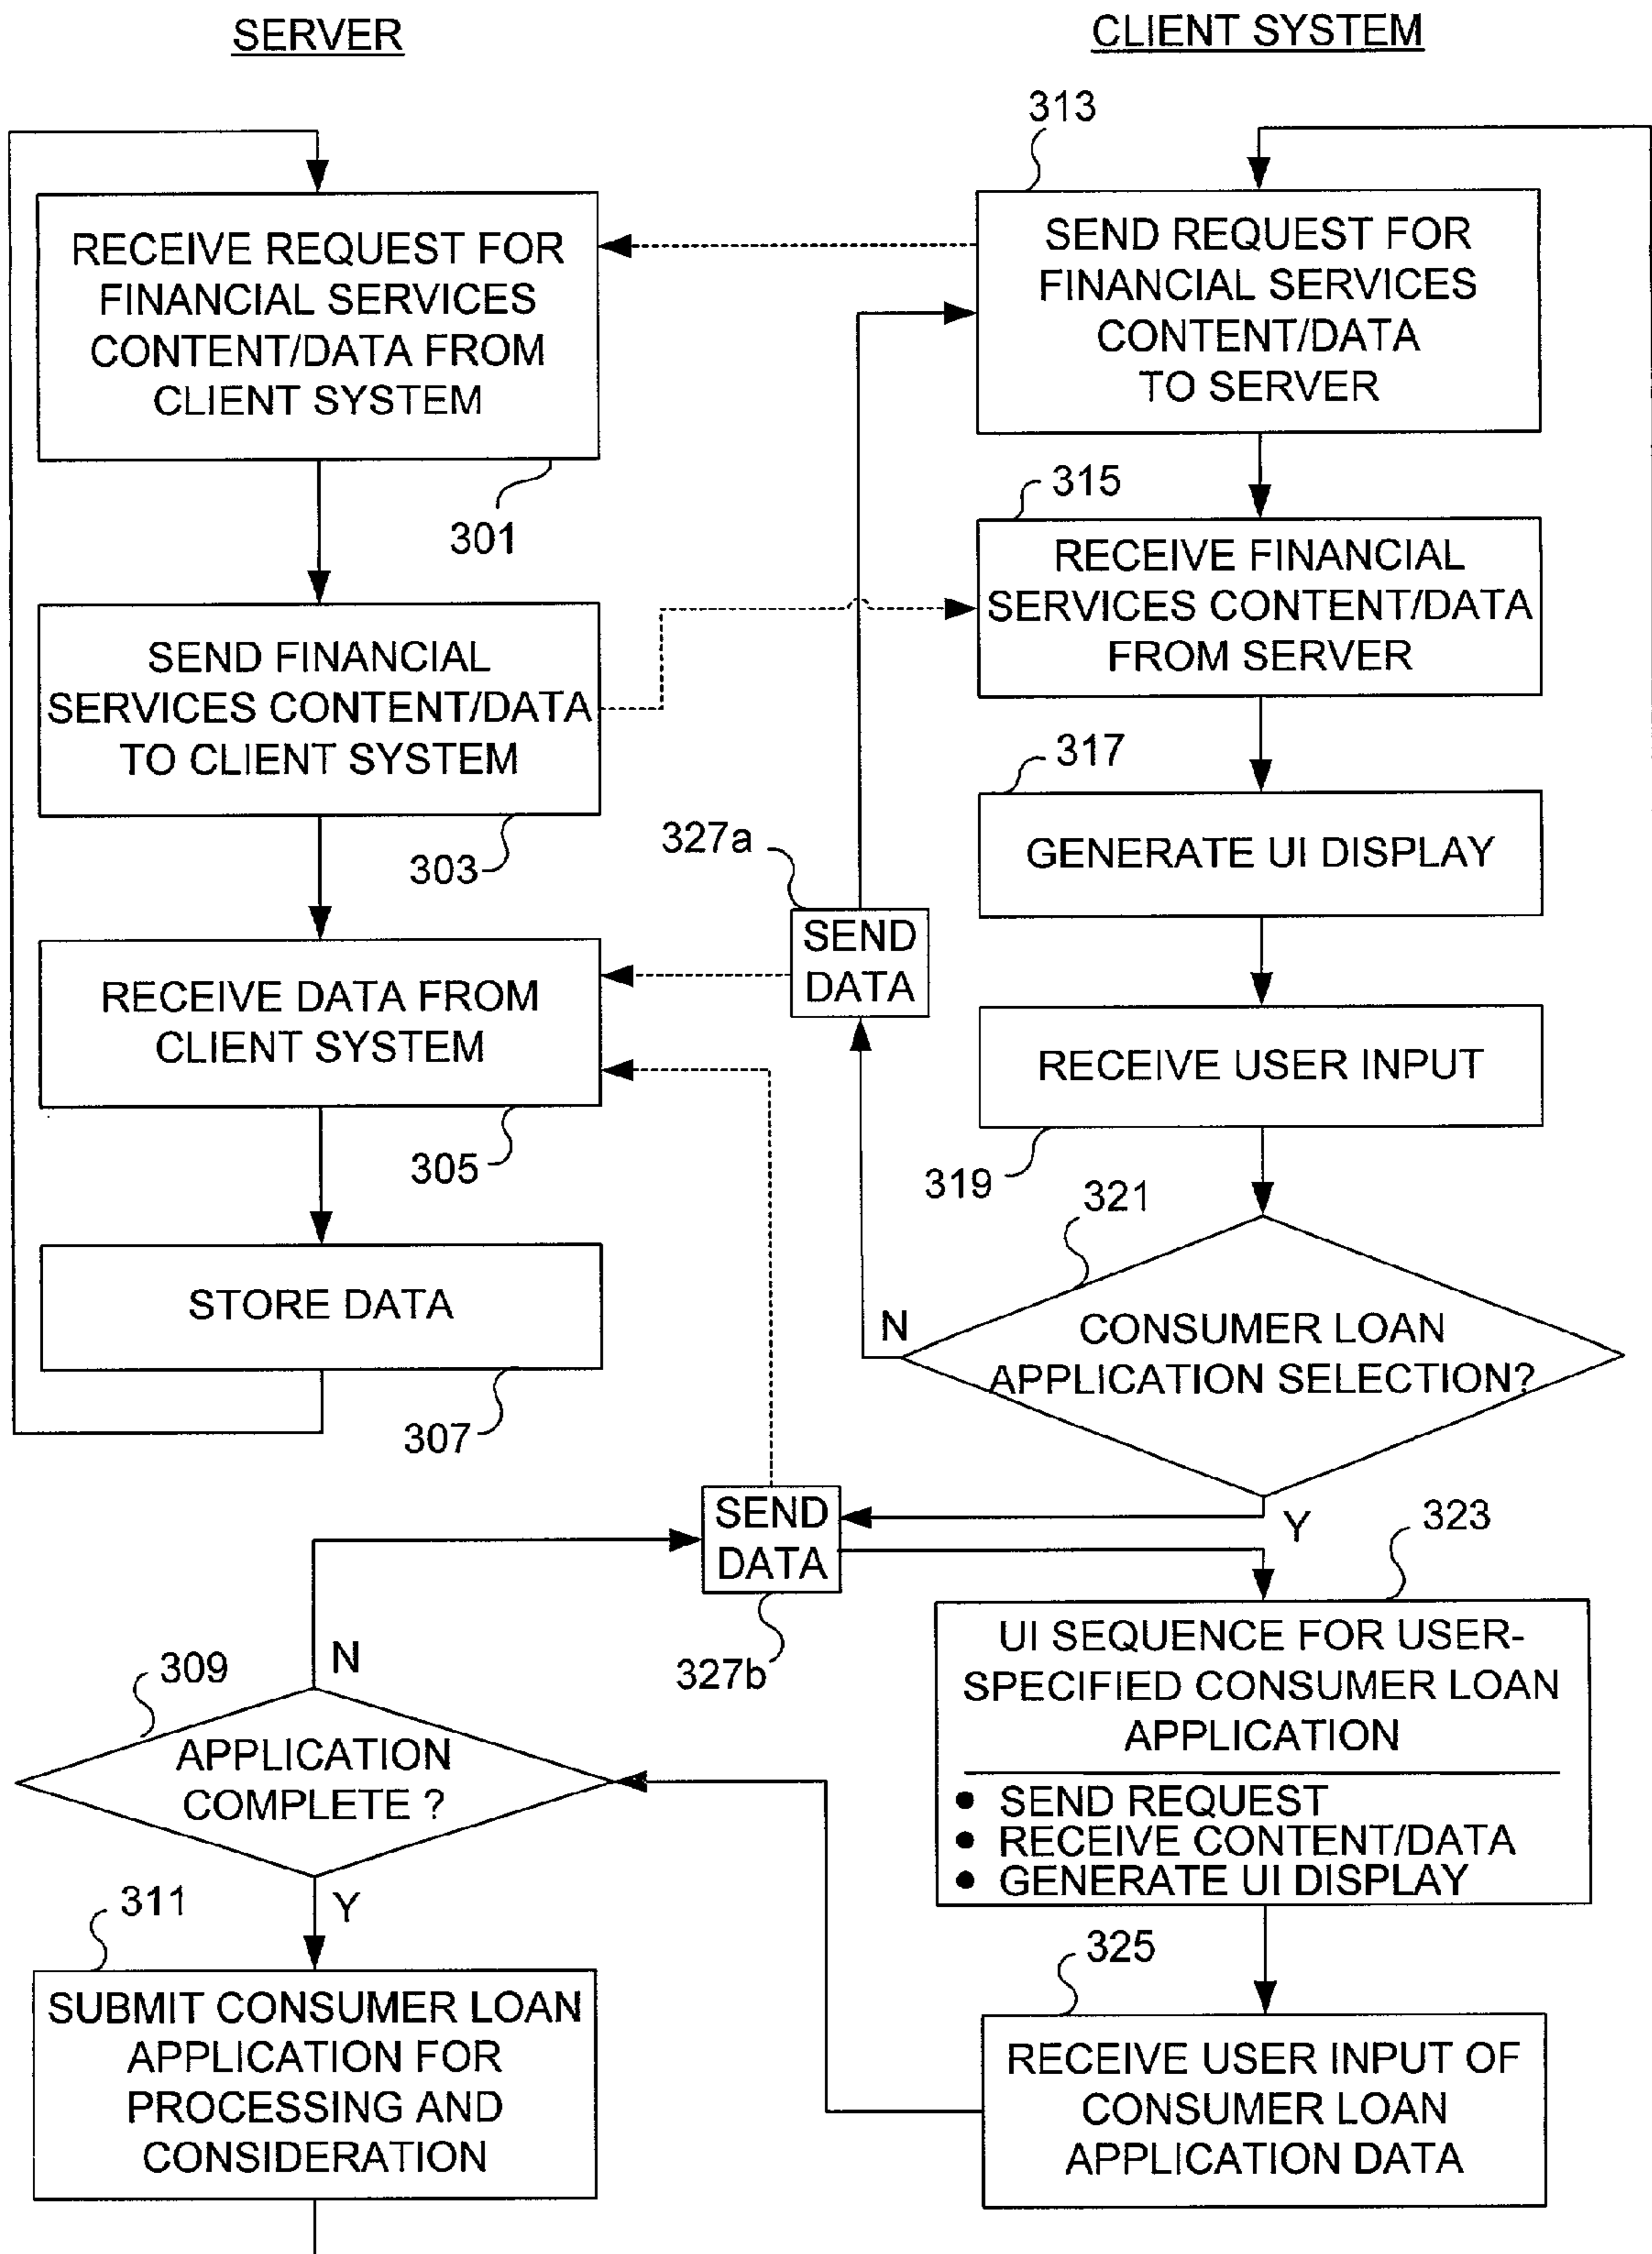 SERVER
CLIENT SYSTEM
313
RECEIVE REQUEST FOR
FINANCIAL SERVICES
CONTENT/DATA FROM
CLIENT SYSTEM
301
SEND REQUEST FOR
FINANCIAL SERVICES
CONTENT/DATA
TO SERVER
315
RECEIVE FINANCIAL
SERVICES CONTENT/DATA
FROM SERVER
SEND FINANCIAL
SERVICES CONTENT/DATA
TO CLIENT SYSTEM
303
317
GENERATE UI DISPLAY
327a
SEND
DATA
RECEIVE DATA FROM
CLIENT SYSTEM
305
RECEIVE USER INPUT
319
321
CONSUMER LOAN
APPLICATION SELECTION?
N
Y
STORE DATA
307
SEND
DATA
327b
323
UI SEQUENCE FOR USER-
SPECIFIED CONSUMER LOAN
APPLICATION
• SEND REQUEST
• RECEIVE CONTENT/DATA
• GENERATE UI DISPLAY
309
N
APPLICATION
COMPLETE ?
Y
311
SUBMIT CONSUMER LOAN
APPLICATION FOR
PROCESSING AND
CONSIDERATION
325
RECEIVE USER INPUT OF
CONSUMER LOAN
APPLICATION DATA